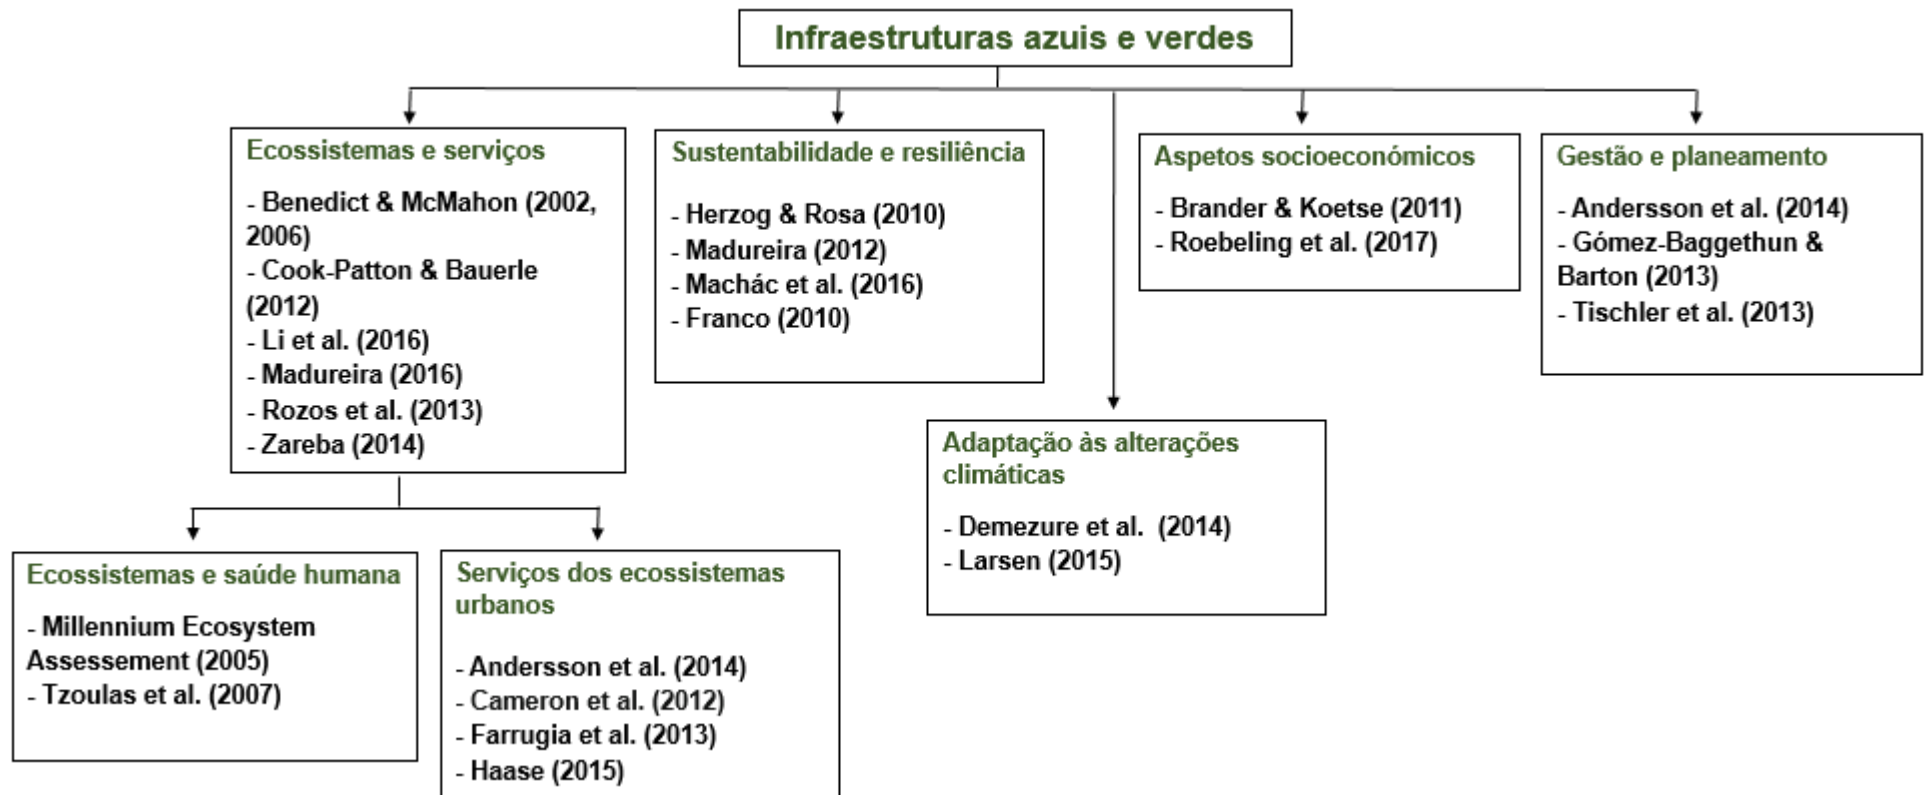 Infraestruturas azuis e verdes
Ecossistemas e serviços
- Benedict & McMahon (2002,
2006)
- Cook-Patton & Bauerle
(2012)
- Li et al. (2016)
- Madureira (2016)
- Rozos et al. (2013)
- Zareba (2014)
Sustentabilidade e resiliência
- Herzog & Rosa (2010)
- Madureira (2012)
- Machác et al. (2016)
- Franco (2010)
Aspetos socioeconómicos
- Brander & Koetse (2011)
- Roebeling et al. (2017)
Gestão e planeamento
- Andersson et al. (2014)
- Gómez-Baggethun &
Barton (2013)
- Tischler et al. (2013)
Adaptação às alterações
climáticas
- Demezure et al.  (2014)
- Larsen (2015)
Ecossistemas e saúde humana
- Millennium Ecosystem
Assessement (2005)
- Tzoulas et al. (2007)
Serviços dos ecossistemas
urbanos
- Andersson et al. (2014)
- Cameron et al. (2012)
- Farrugia et al. (2013)
- Haase (2015)